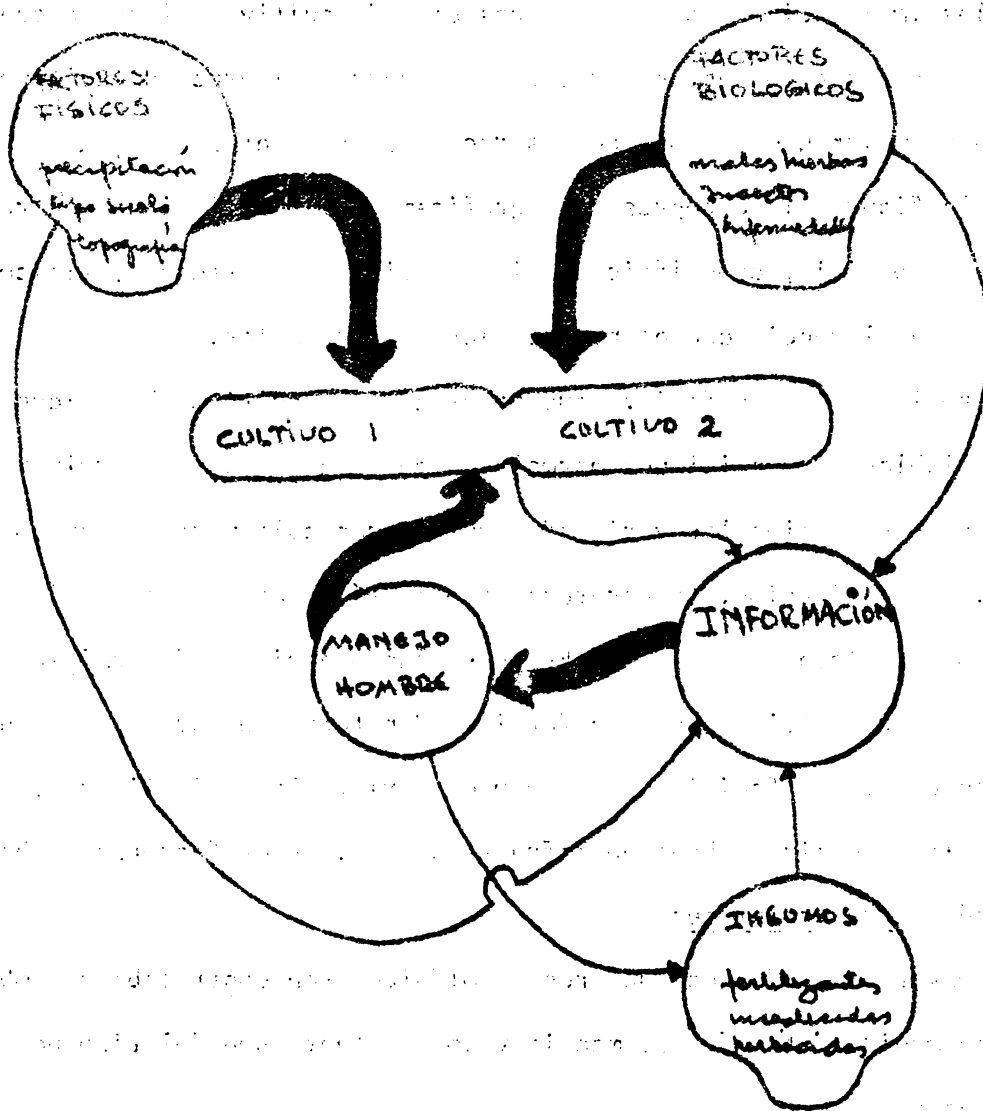 FACTORES
FISICOS
precipitación
tipo suelo
topografía
FACTORES
BIOLOGICOS
malas hierbas
insectos
enfermedades
CULTIVO 1
CULTIVO 2
MANEJO
HOMBRE
INFORMACIÓN
INSUMOS
fertilizantes
insecticidas
herbicidas